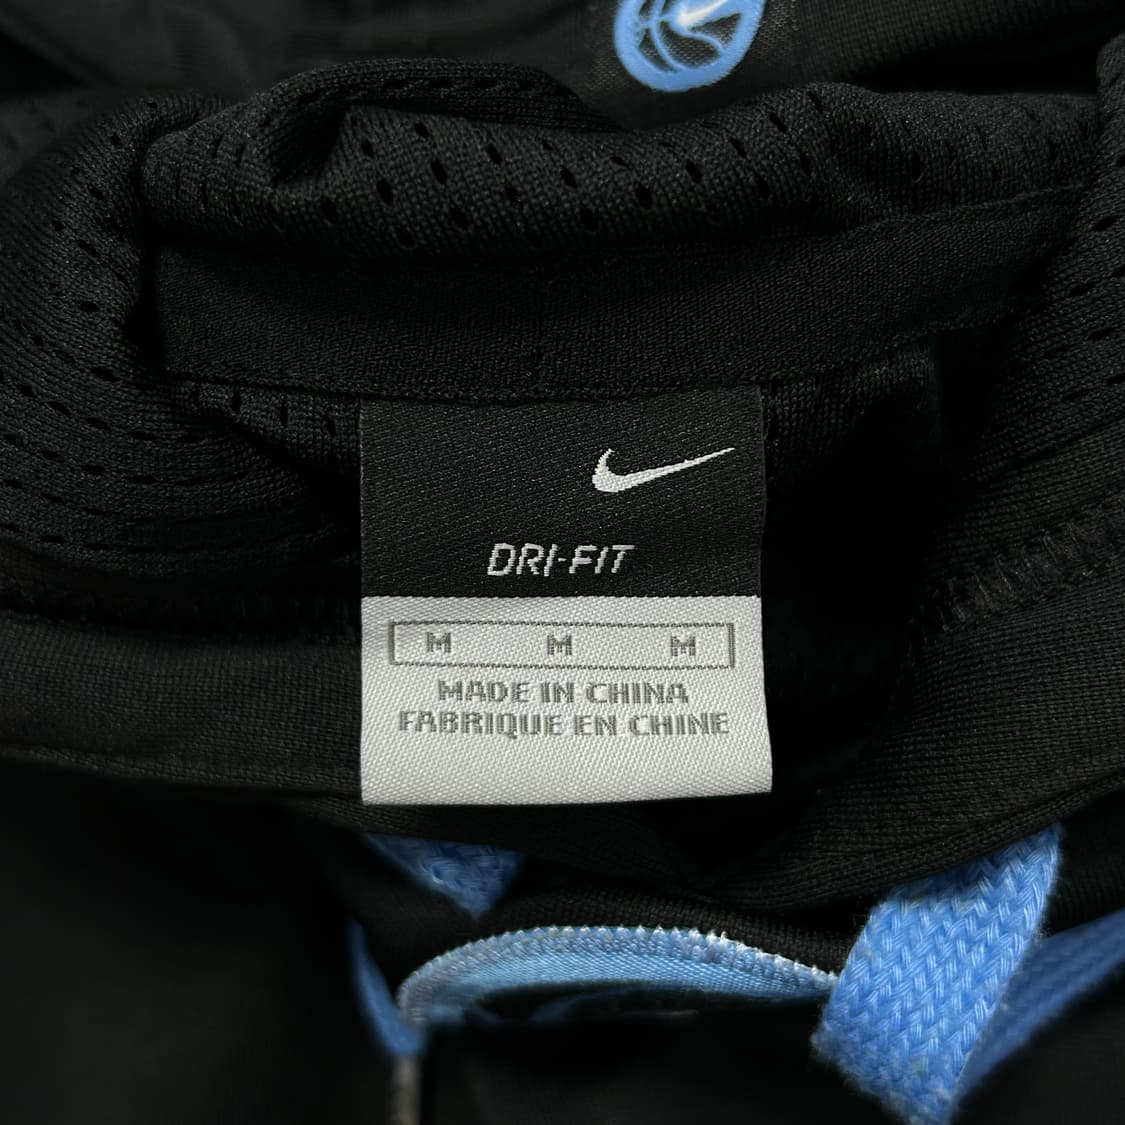 DRI-FIT
M M M
MADE IN CHINA
FABRIQUE EN CHINE